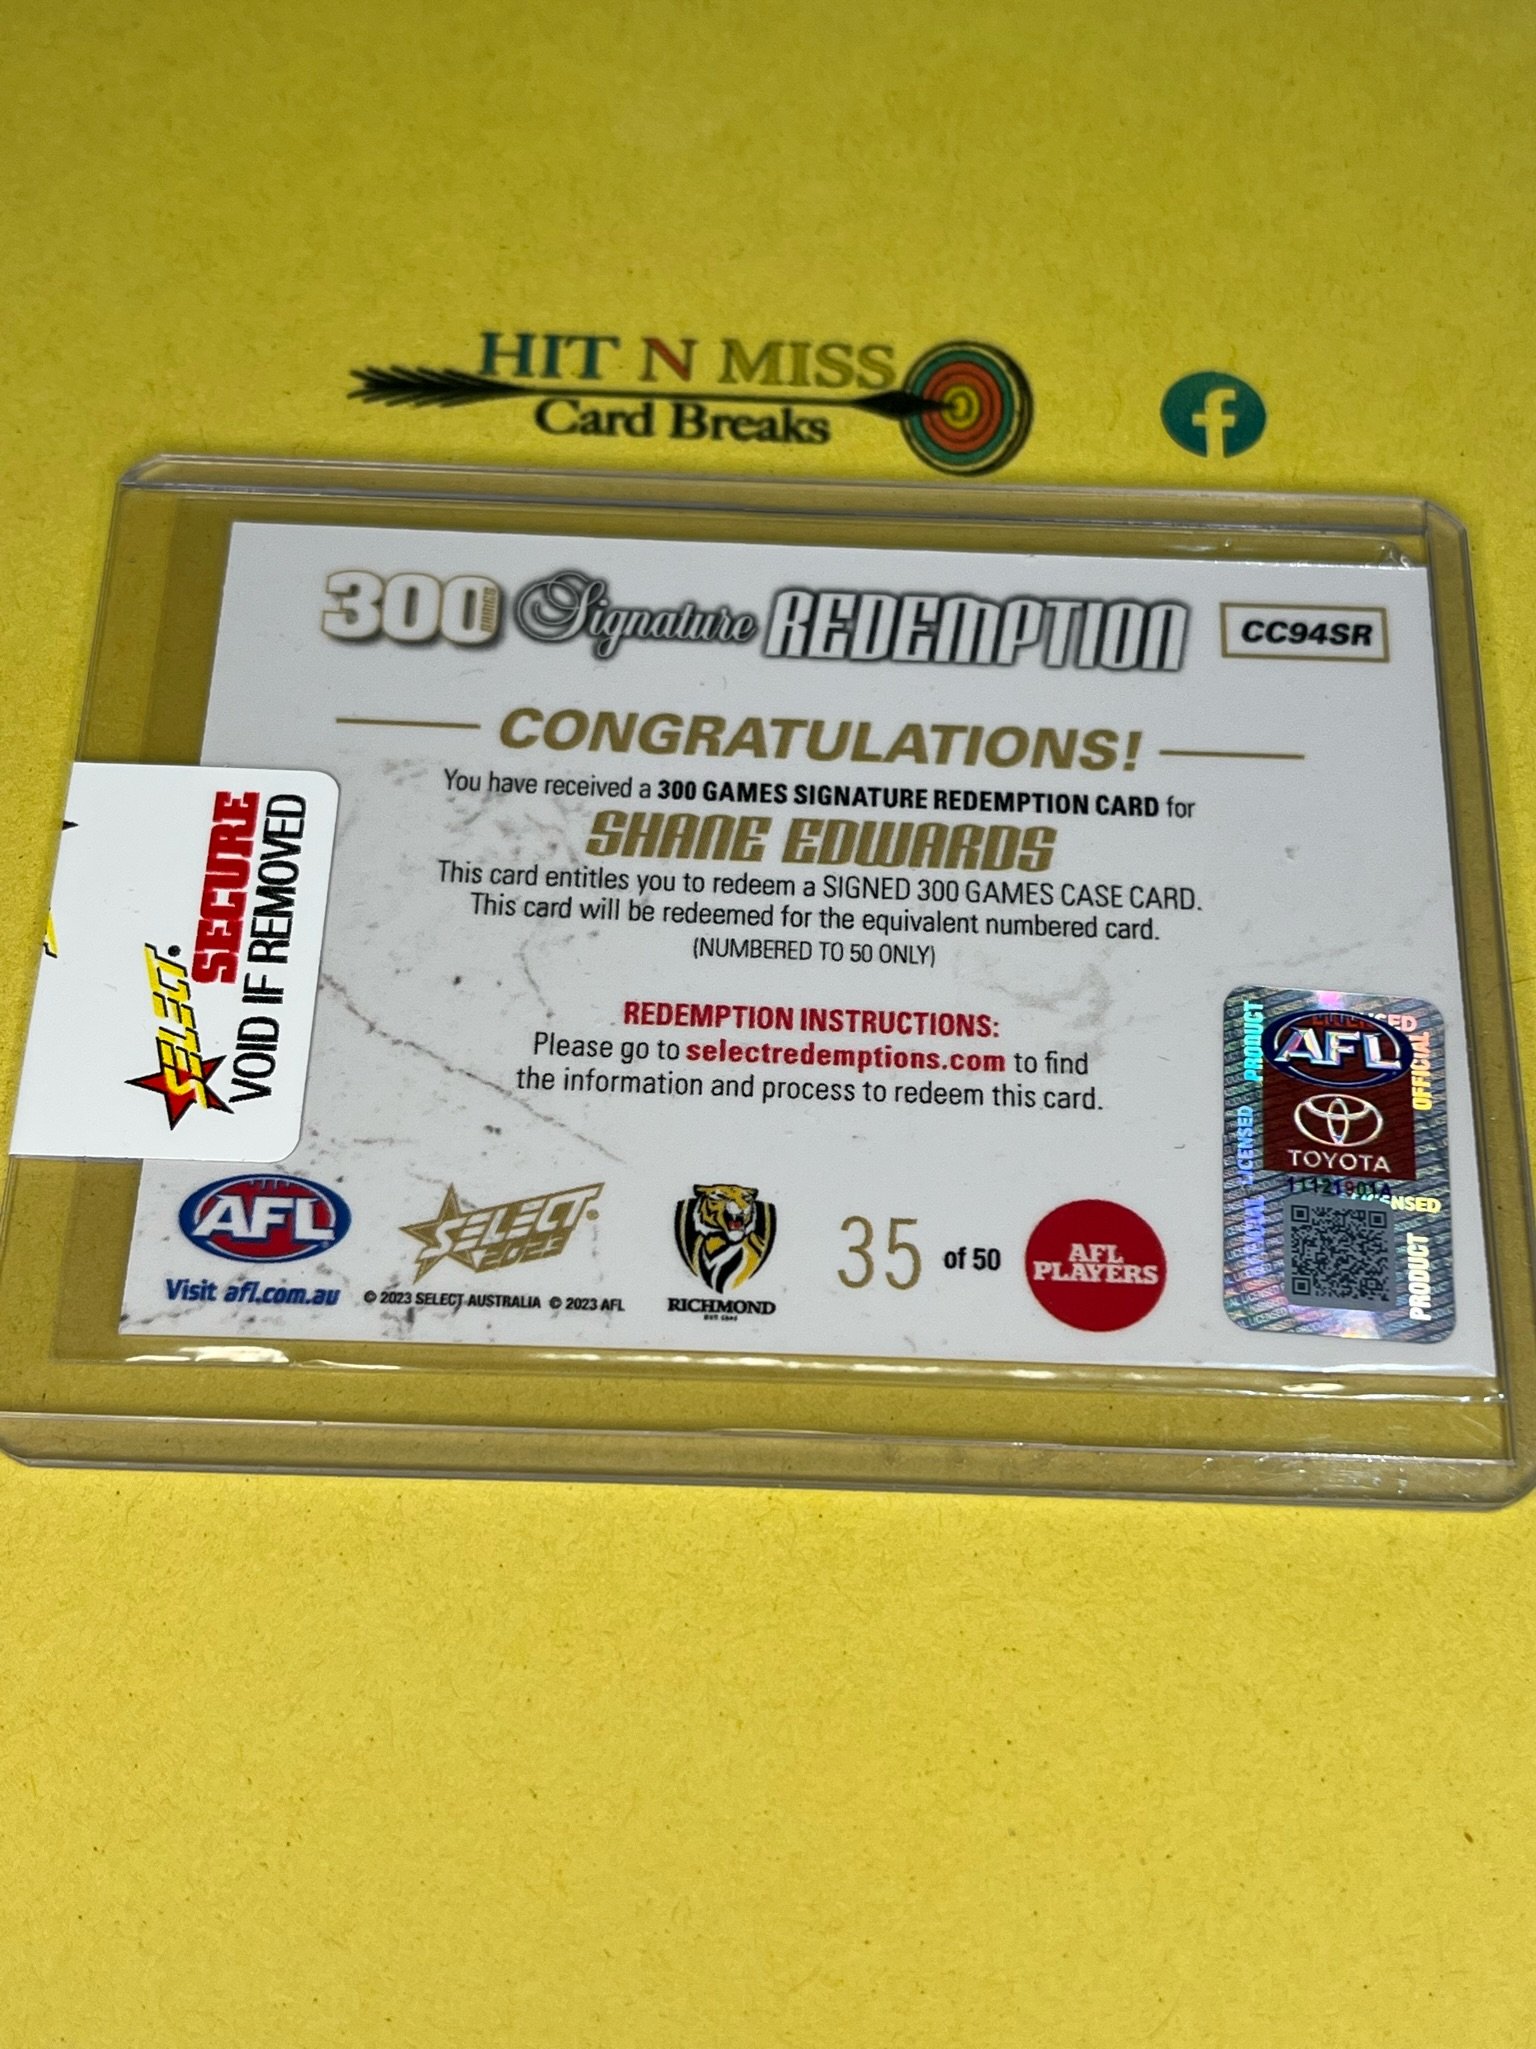 HIT N MISS
Card Breaks
f
300 GAMES Signature REDEMPTION
CC94SR
CONGRATULATIONS!
You have received a 300 GAMES SIGNATURE REDEMPTION CARD for
SHANE EDWARDS
This card entitles you to redeem a SIGNED 300 GAMES CASE CARD.
This card will be redeemed for the equivalent numbered card.
(NUMBERED TO 50 ONLY)
REDEMPTION INSTRUCTIONS:
Please go to selectredemptions.com to find
the information and process to redeem this card.
SELECT® SECURE
VOID IF REMOVED
AFL
Visit afl.com.au
SELECT®
2023
© 2023 SELECT AUSTRALIA © 2023 AFL
RICHMOND
35 of 50
AFL
PLAYERS
LICENSED PRODUCT
AFL
OFFICIAL
TOYOTA
11121901A
PRODUCT